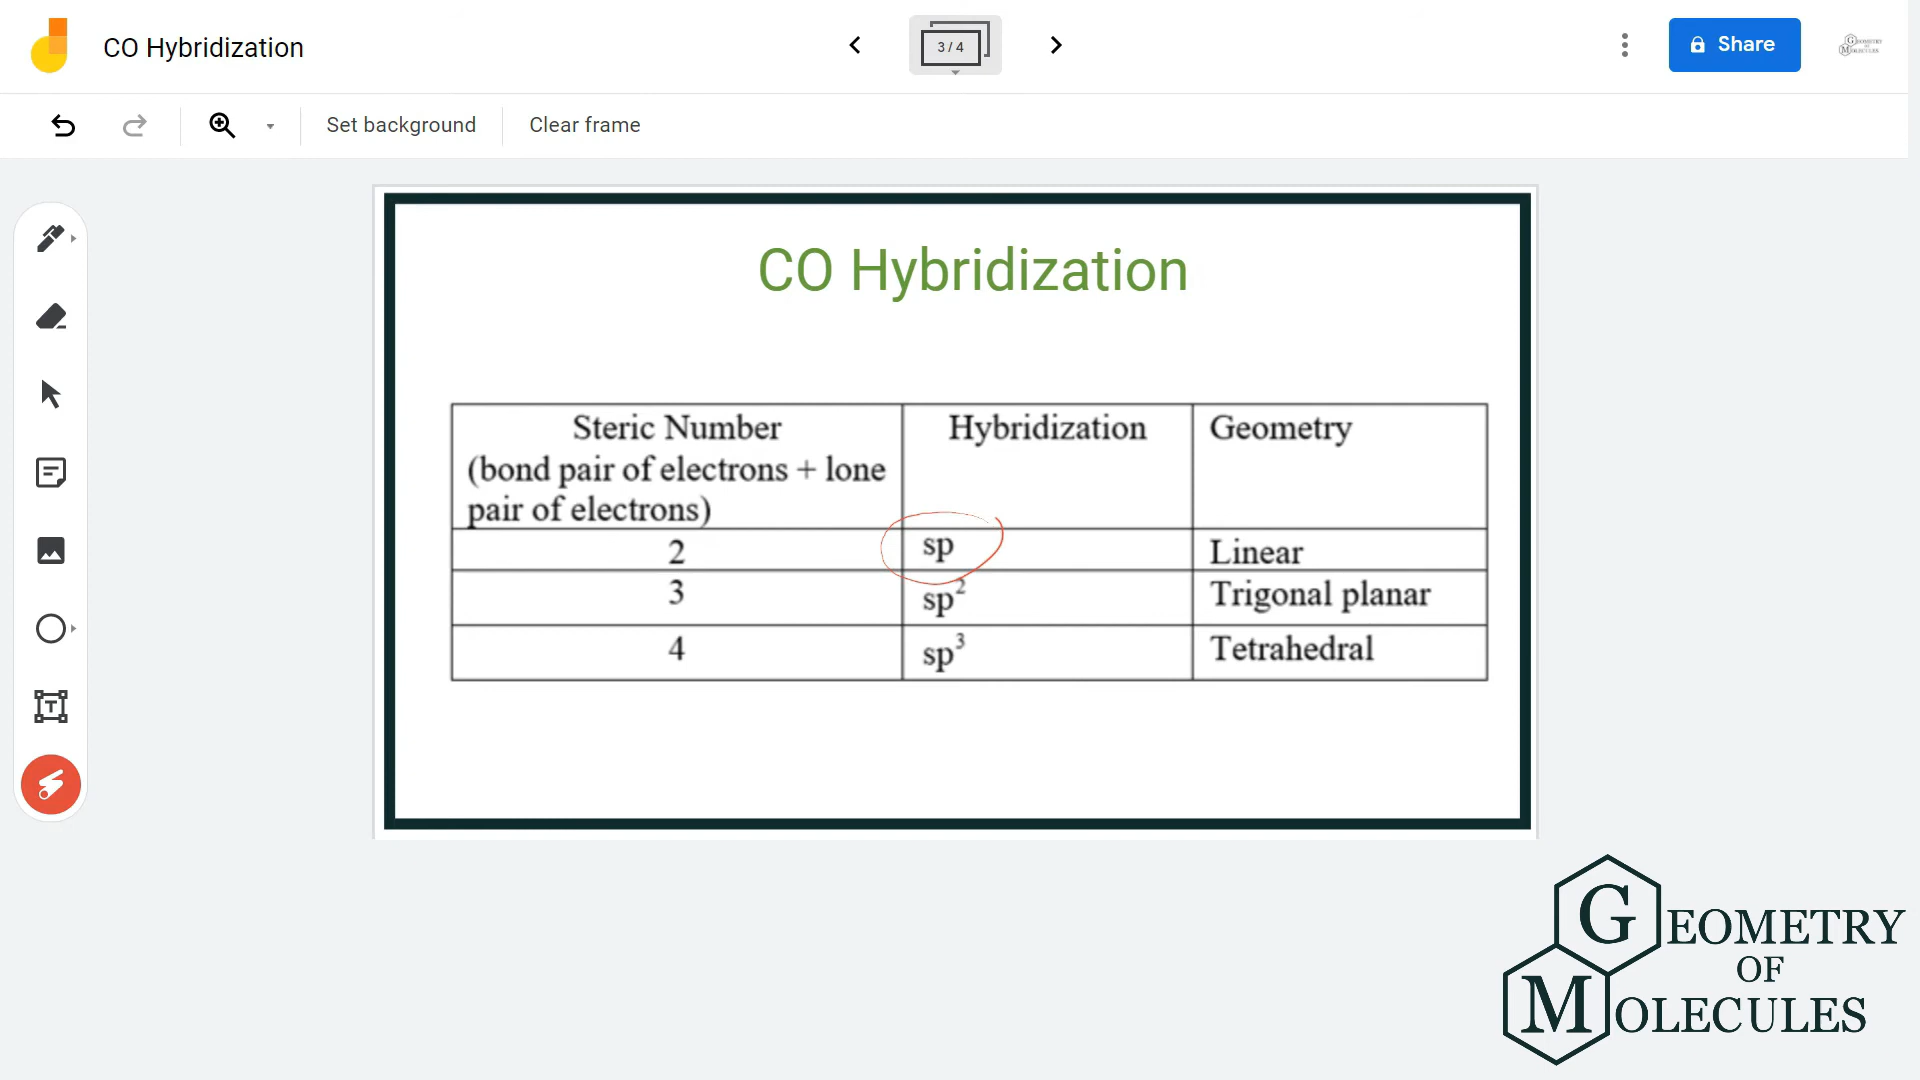 CO Hybridization
3 / 4
Share
Set background
Clear frame
CO Hybridization
Steric Number
(bond pair of electrons + lone
pair of electrons)
Hybridization
Geometry
2
sp
Linear
3
sp²
Trigonal planar
4
sp³
Tetrahedral
GEOMETRY
OF
MOLECULES